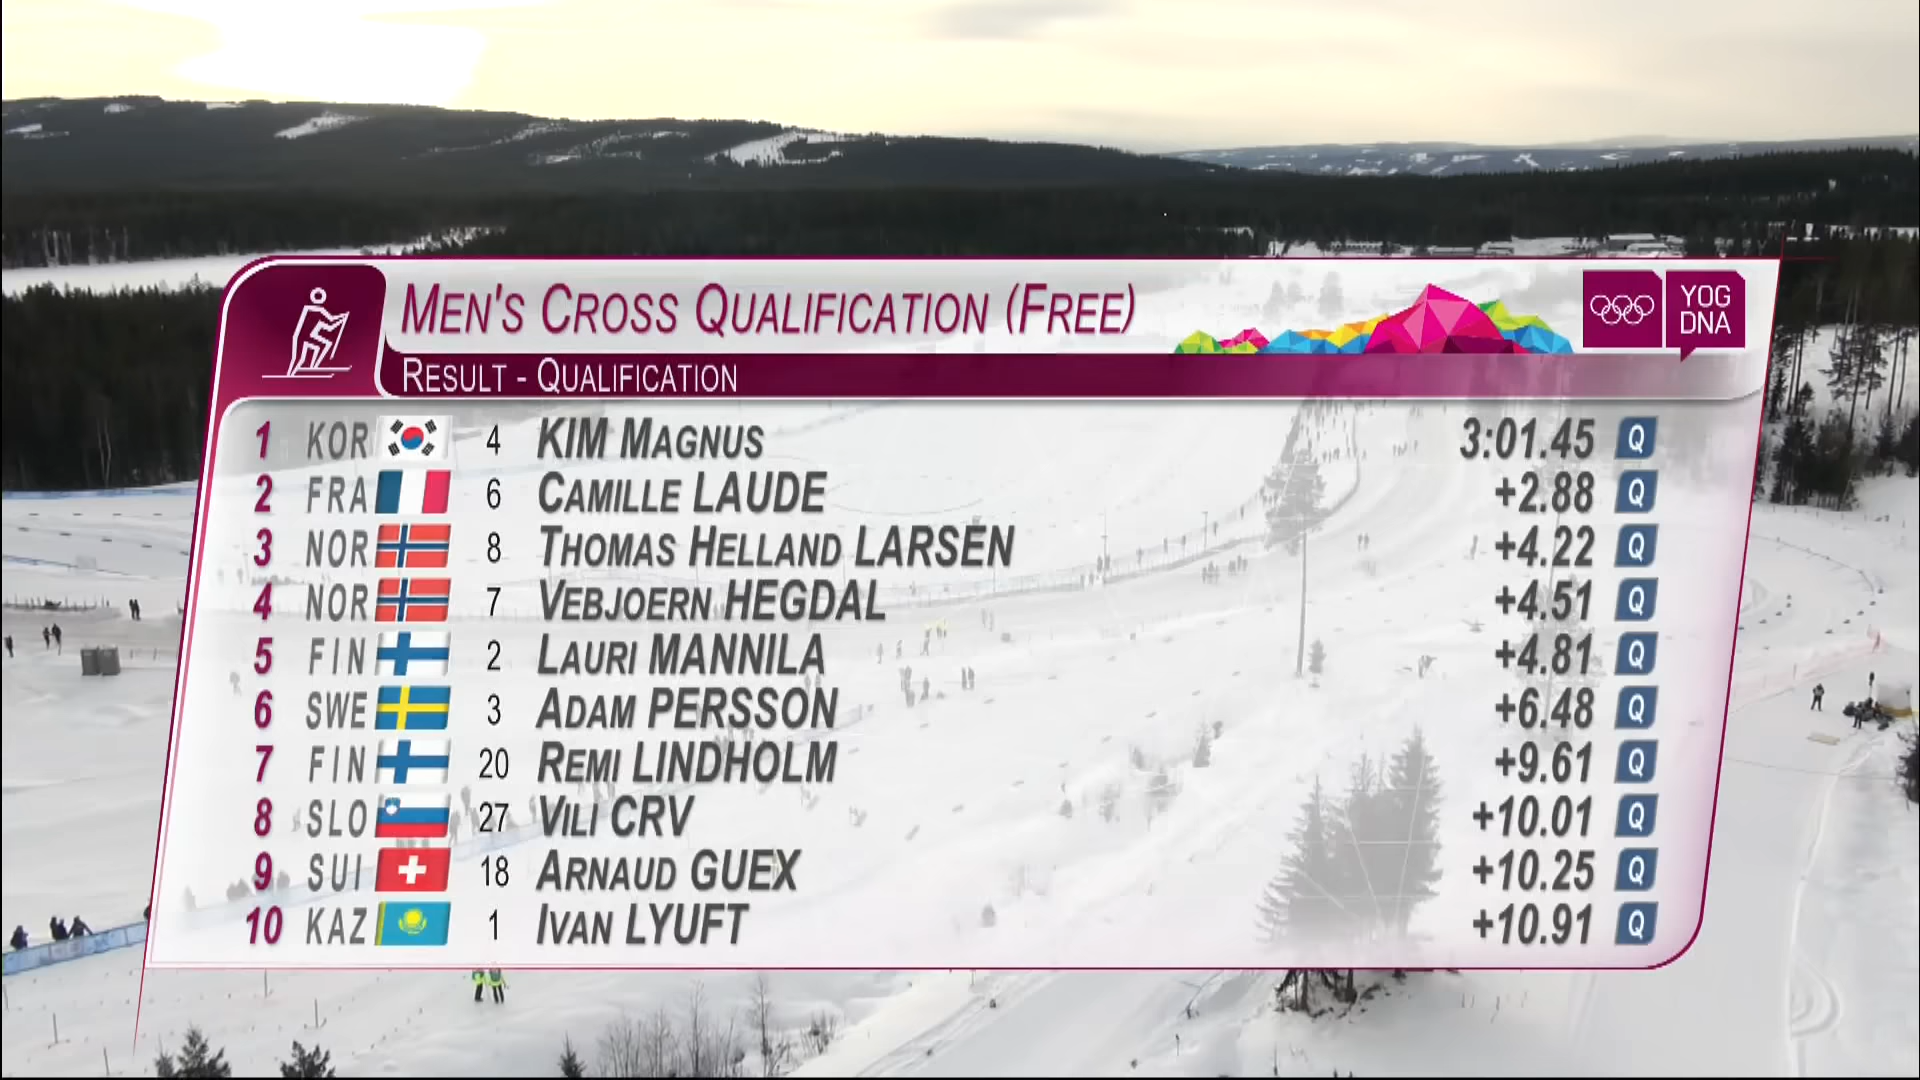 MEN'S CROSS QUALIFICATION (FREE)
YOG
DNA
RESULT - QUALIFICATION
1 KOR 4 KIM MAGNUS 3:01.45 Q
2 FRA 6 CAMILLE LAUDE +2.88 Q
3 NOR 8 THOMAS HELLAND LARSEN +4.22 Q
4 NOR 7 VEBJOERN HEGDAL +4.51 Q
5 FIN 2 LAURI MANNILA +4.81 Q
6 SWE 3 ADAM PERSSON +6.48 Q
7 FIN 20 REMI LINDHOLM +9.61 Q
8 SLO 27 VILI CRV +10.01 Q
9 SUI 18 ARNAUD GUEX +10.25 Q
10 KAZ 1 IVAN LYUFT +10.91 Q